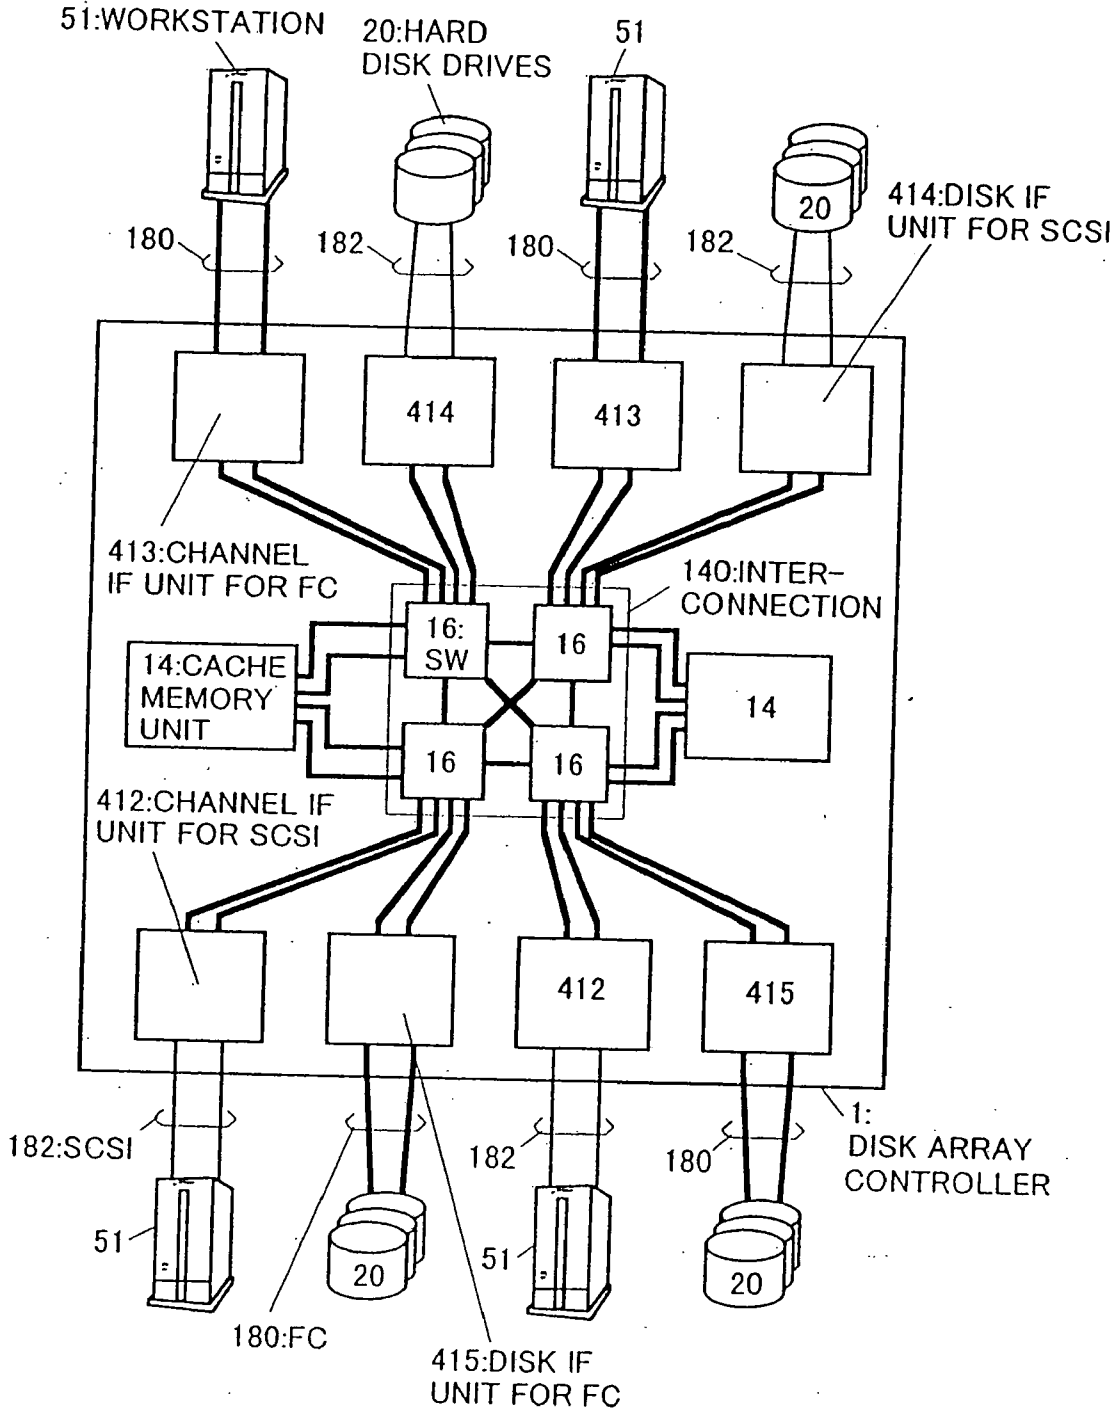 51:WORKSTATION
20:HARD
DISK DRIVES
51
20
414:DISK IF
UNIT FOR SCSI
180
182
180
182
414
413
413:CHANNEL
IF UNIT FOR FC
140:INTER-
CONNECTION
16:
SW
16
14:CACHE
MEMORY
UNIT
14
16
16
412:CHANNEL IF
UNIT FOR SCSI
412
415
182:SCSI
182
180
1:
DISK ARRAY
CONTROLLER
51
20
51
20
180:FC
415:DISK IF
UNIT FOR FC